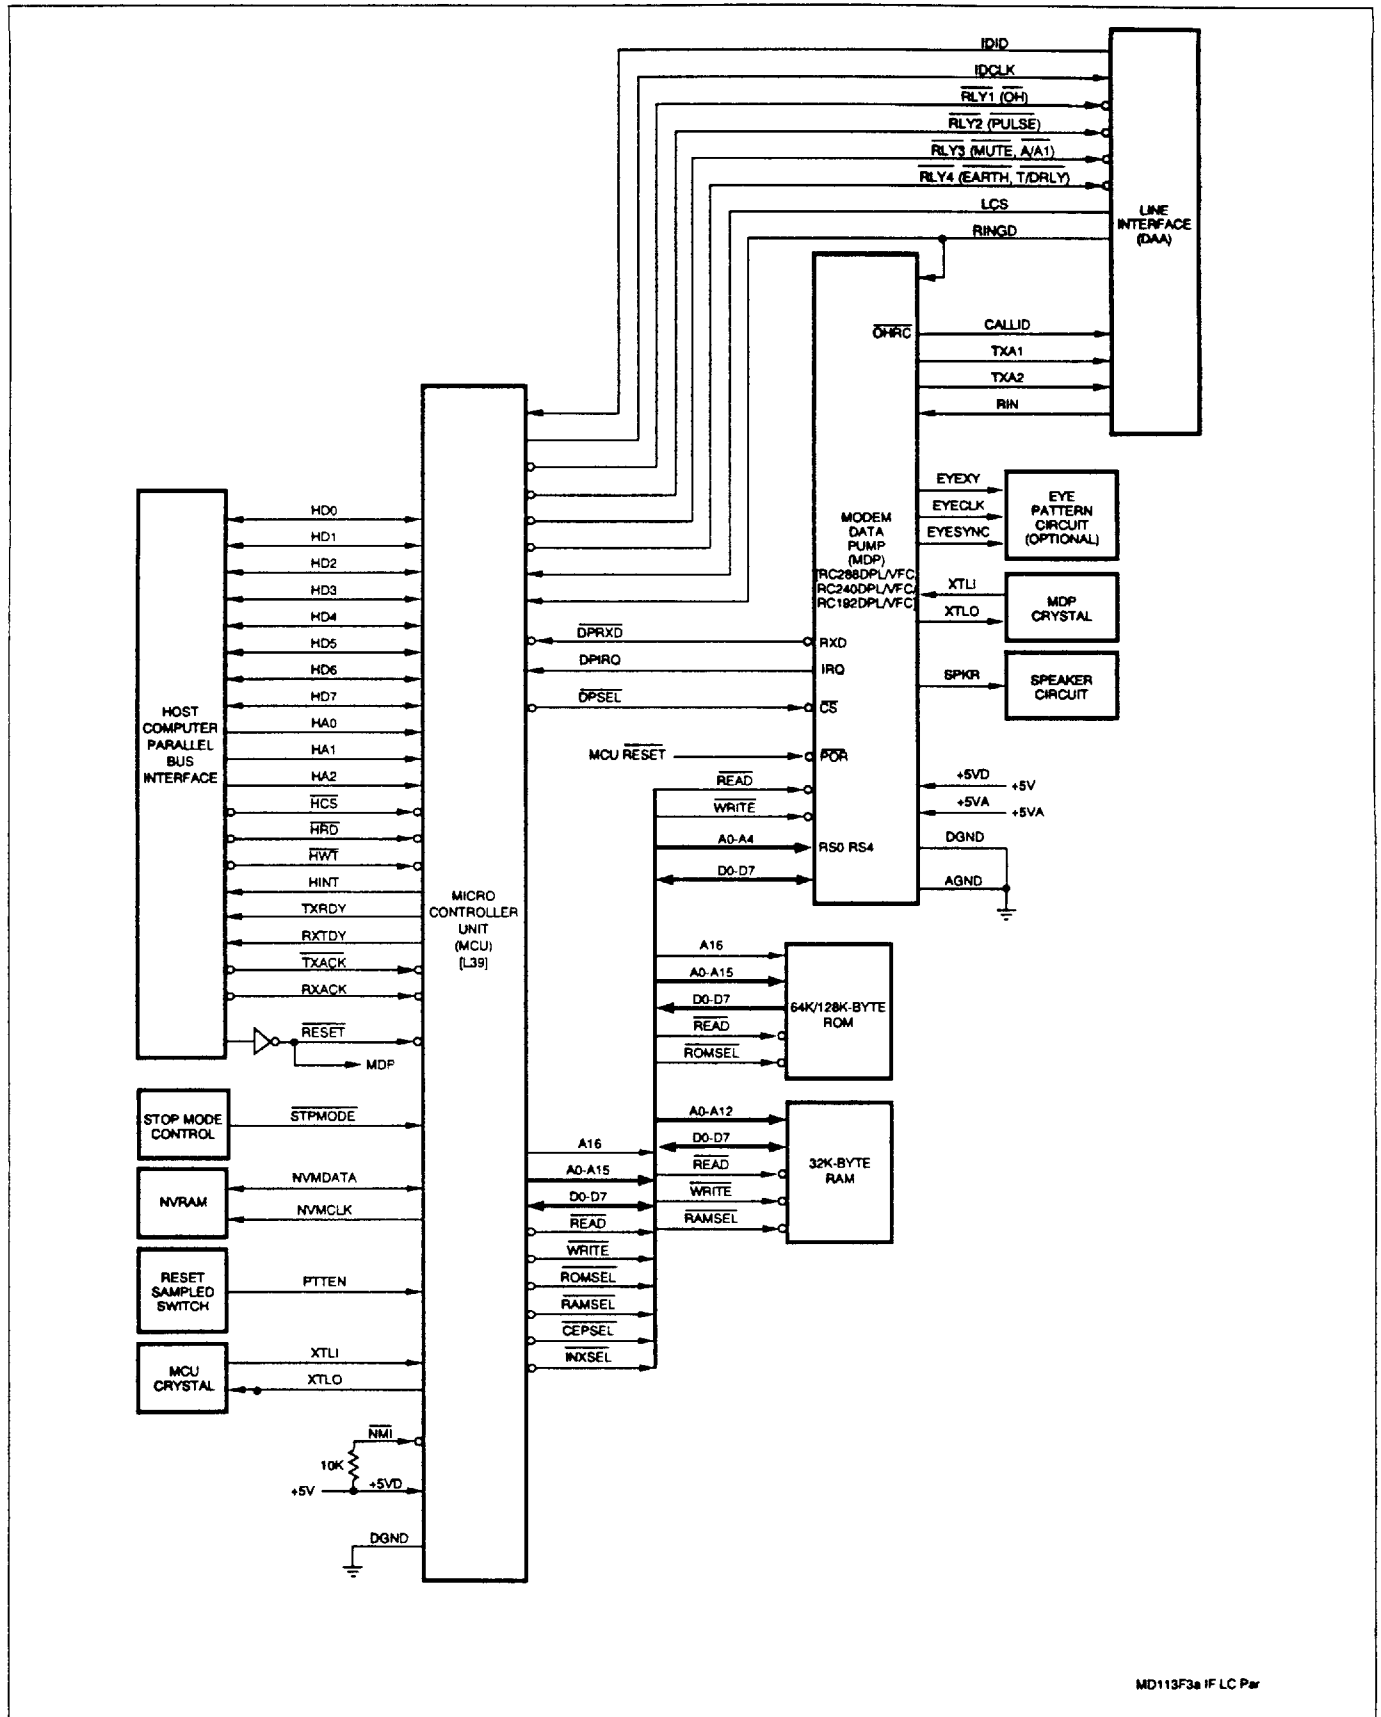 IDID
IDCLK
RLY1 (OH)
RLY2 (PULSE)
RLY3 (MUTE, A/A1)
RLY4 (EARTH, T/DRLY)
LCS
RINGD
LINE
INTERFACE
(DAA)
OHRC
CALLID
TXA1
TXA2
RIN
EYEXY
EYECLK
EYESYNC
EYE
PATTERN
CIRCUIT
(OPTIONAL)
MODEM
DATA
PUMP
(MDP)
[RC288DPL/VFC,
RC240DPL/VFC,
RC192DPL/VFC]
XTLI
XTLO
MDP
CRYSTAL
SPKR
SPEAKER
CIRCUIT
DPRXD
RXD
DPIRQ
IRQ
DPSEL
CS
MCU RESET
POR
READ
WRITE
A0-A4
RS0 RS4
D0-D7
+5VD
+5V
+5VA
+5VA
DGND
AGND
HOST
COMPUTER
PARALLEL
BUS
INTERFACE
HD0
HD1
HD2
HD3
HD4
HD5
HD6
HD7
HA0
HA1
HA2
HCS
HRD
HWT
HINT
TXRDY
RXTDY
TXACK
RXACK
RESET
MDP
MICRO
CONTROLLER
UNIT
(MCU)
[L39]
A16
A0-A15
D0-D7
READ
ROMSEL
64K/128K-BYTE
ROM
A0-A12
D0-D7
READ
WRITE
RAMSEL
32K-BYTE
RAM
STOP MODE
CONTROL
STPMODE
NVRAM
NVMDATA
NVMCLK
RESET
SAMPLED
SWITCH
PTTEN
MCU
CRYSTAL
XTLI
XTLO
A16
A0-A15
D0-D7
READ
WRITE
ROMSEL
RAMSEL
CEPSEL
INXSEL
NMI
10K
+5V
+5VD
DGND
MD113F3a IF LC Par